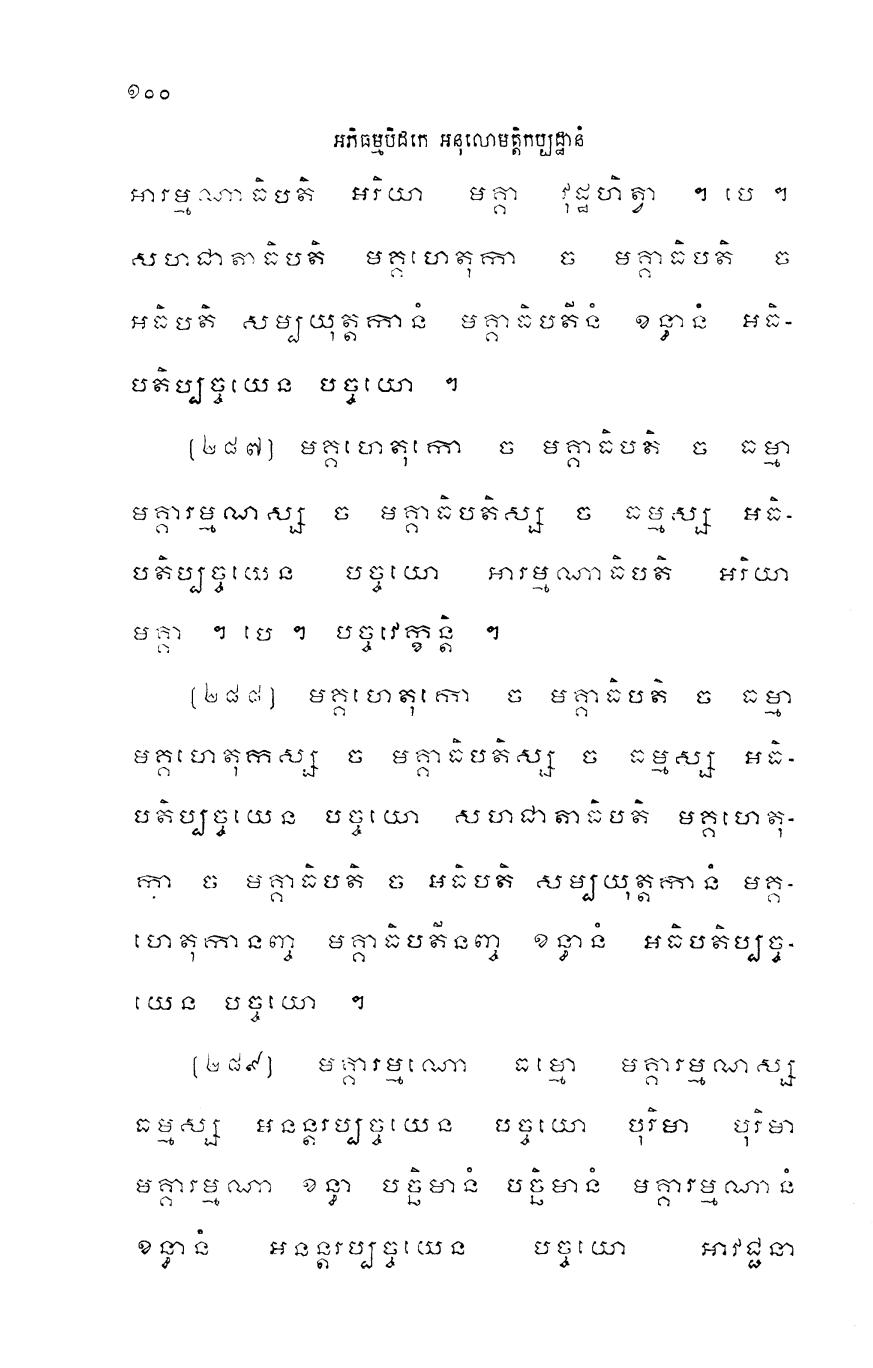 ១០០
អភិធម្មបិដកេ អនុលោមត្តិកប្បដ្ឋានំ
អារម្មណាធិបតិ អរិយា មគ្គា វុដ្ឋហិត្វា ។ បេ ។
សហជាតាធិបតិ មគ្គហេតុកា ច មគ្គាធិបតិ ច
អធិបតិ សម្បយុត្តកានំ មគ្គាធិបតីនំ ខន្ធានំ អធិ-
បតិប្បច្ចយេន បច្ចយោ ។
[២៨៧] មគ្គហេតុកោ ច មគ្គាធិបតិ ច ធម្មា
មគ្គារម្មណស្ស ច មគ្គាធិបតិស្ស ច ធម្មស្ស អធិ-
បតិប្បច្ចយេន បច្ចយោ អារម្មណាធិបតិ អរិយា
មគ្គា ។ បេ ។ បច្ចវេក្ខន្តិ ។
[២៨៨] មគ្គហេតុកោ ច មគ្គាធិបតិ ច ធម្មា
មគ្គហេតុកស្ស ច មគ្គាធិបតិស្ស ច ធម្មស្ស អធិ-
បតិប្បច្ចយេន បច្ចយោ សហជាតាធិបតិ មគ្គហេតុ-
កា ច មគ្គាធិបតិ ច អធិបតិ សម្បយុត្តកានំ មគ្គ-
ហេតុកានញ្ច មគ្គាធិបតីនញ្ច ខន្ធានំ អធិបតិប្បច្ច-
យេន បច្ចយោ ។
[២៨៩] មគ្គារម្មណោ ធម្មោ មគ្គារម្មណស្ស
ធម្មស្ស អនន្តរប្បច្ចយេន បច្ចយោ បុរិមា បុរិមា
មគ្គារម្មណា ខន្ធា បច្ឆិមានំ បច្ឆិមានំ មគ្គារម្មណានំ
ខន្ធានំ អនន្តរប្បច្ចយេន បច្ចយោ អាវជ្ជនា